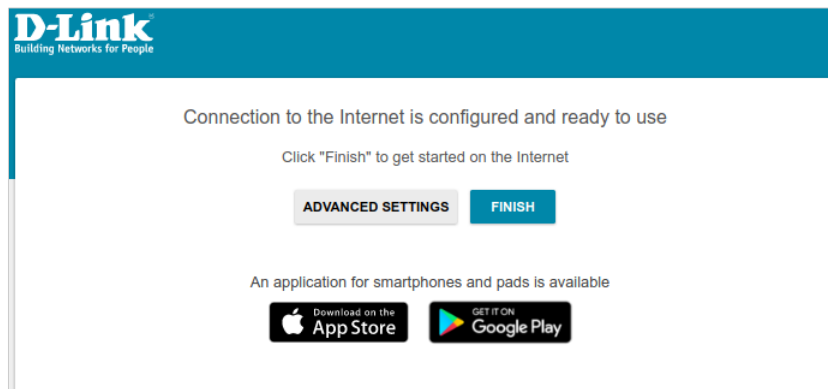 D-Link
Building Networks for People
Connection to the Internet is configured and ready to use
Click "Finish" to get started on the Internet
ADVANCED SETTINGS FINISH
An application for smartphones and pads is available
Download on the
App Store
GET IT ON
Google Play